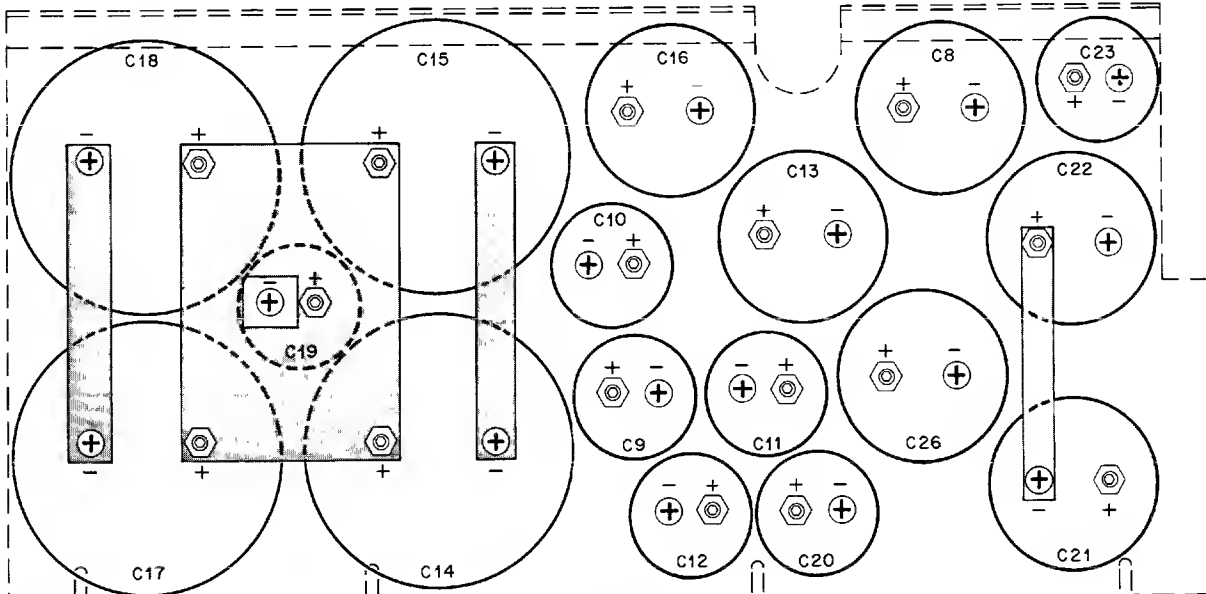 C18
C15
C16
C8
C23
+ -
+ -
+ -
+ -
- + + -
C13
C22
C10
+ -
+ -
- +
- +
C19
+ -
- +
+ -
C9
C11
C26
- + + -
- +
- + + -
C12
C20
C21
C17
C14